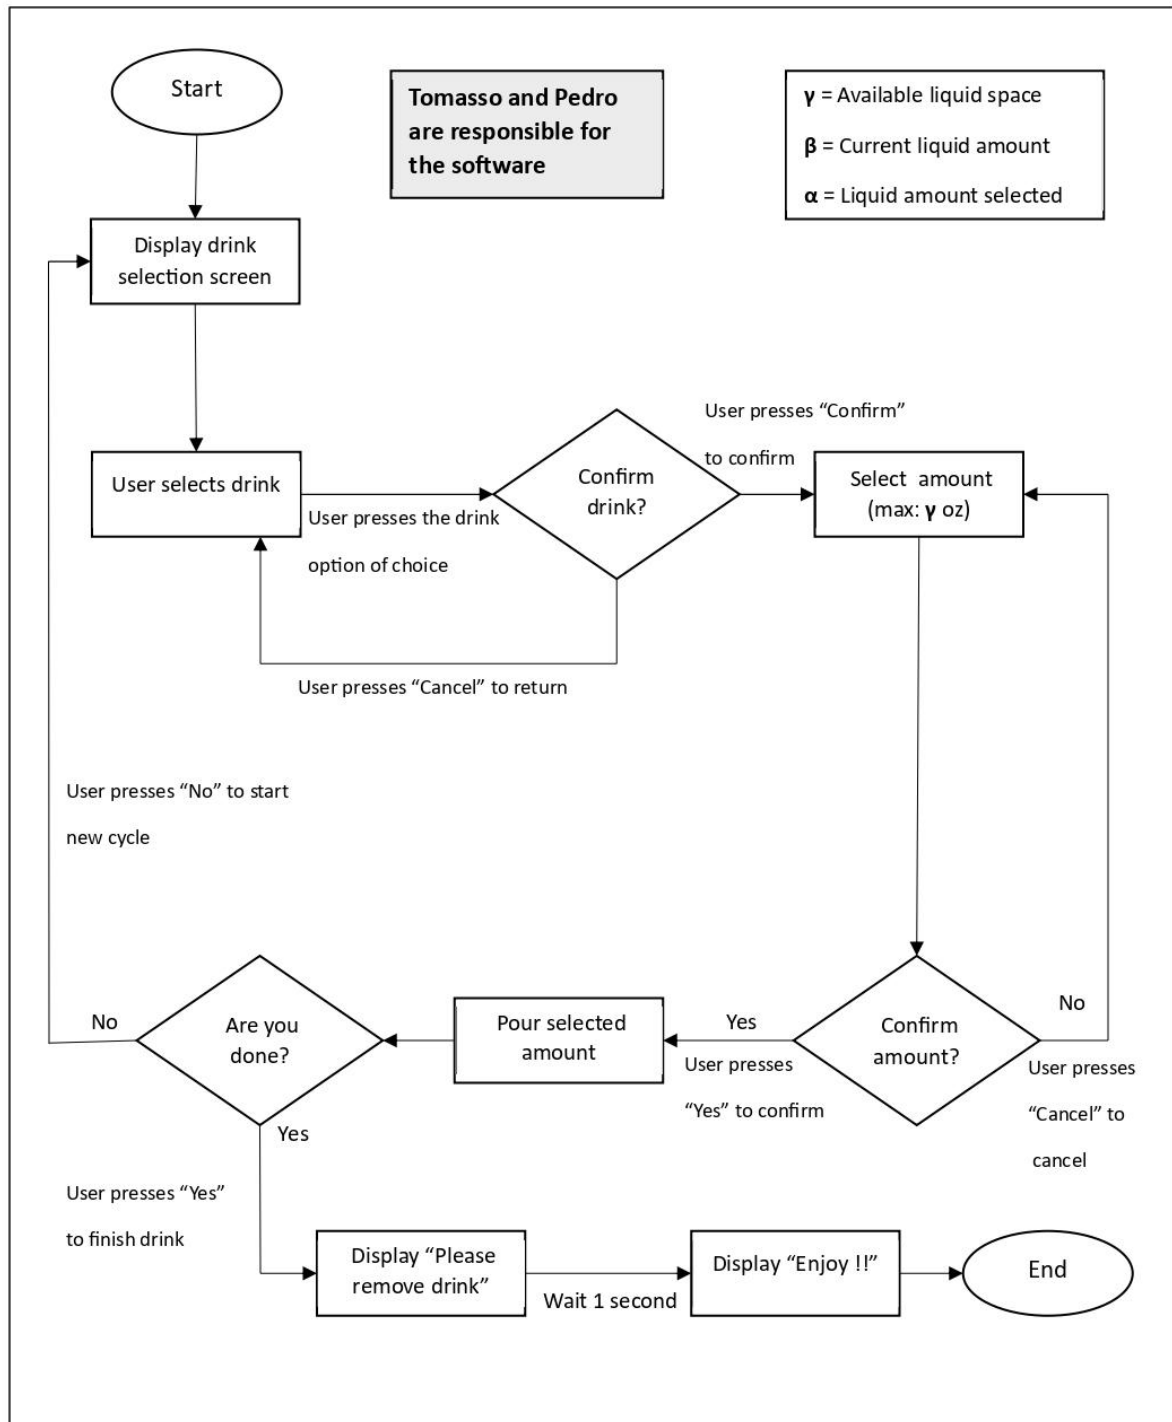 Start
Tomasso and Pedro
are responsible for
the software
γ = Available liquid space
β = Current liquid amount
α = Liquid amount selected
Display drink
selection screen
User selects drink
User presses the drink
option of choice
Confirm
drink?
User presses “Confirm”
to confirm
Select amount
(max: γ oz)
User presses “Cancel” to return
User presses “No” to start
new cycle
No
Are you
done?
Pour selected
amount
Yes
User presses
“Yes” to confirm
Confirm
amount?
No
User presses
“Cancel” to
cancel
Yes
User presses “Yes”
to finish drink
Display “Please
remove drink”
Wait 1 second
Display “Enjoy !!”
End